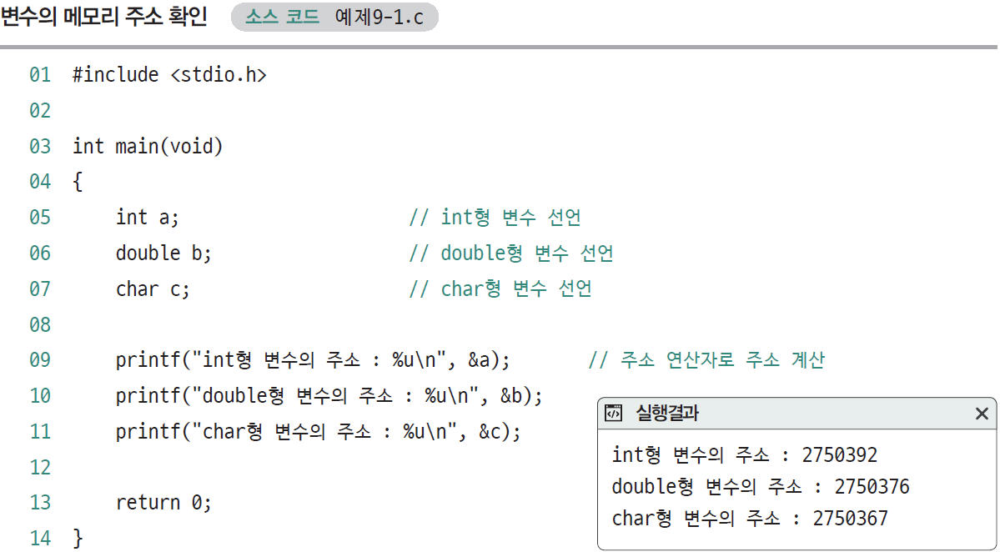 변수의 메모리 주소 확인 소스 코드 예제9-1.c
01 #include <stdio.h>
02
03 int main(void)
04 {
05 int a; // int형 변수 선언
06 double b; // double형 변수 선언
07 char c; // char형 변수 선언
08
09 printf("int형 변수의 주소 : %u\n", &a); // 주소 연산자로 주소 계산
10 printf("double형 변수의 주소 : %u\n", &b);
11 printf("char형 변수의 주소 : %u\n", &c);
12
13 return 0;
14 }
실행결과
int형 변수의 주소 : 2750392
double형 변수의 주소 : 2750376
char형 변수의 주소 : 2750367